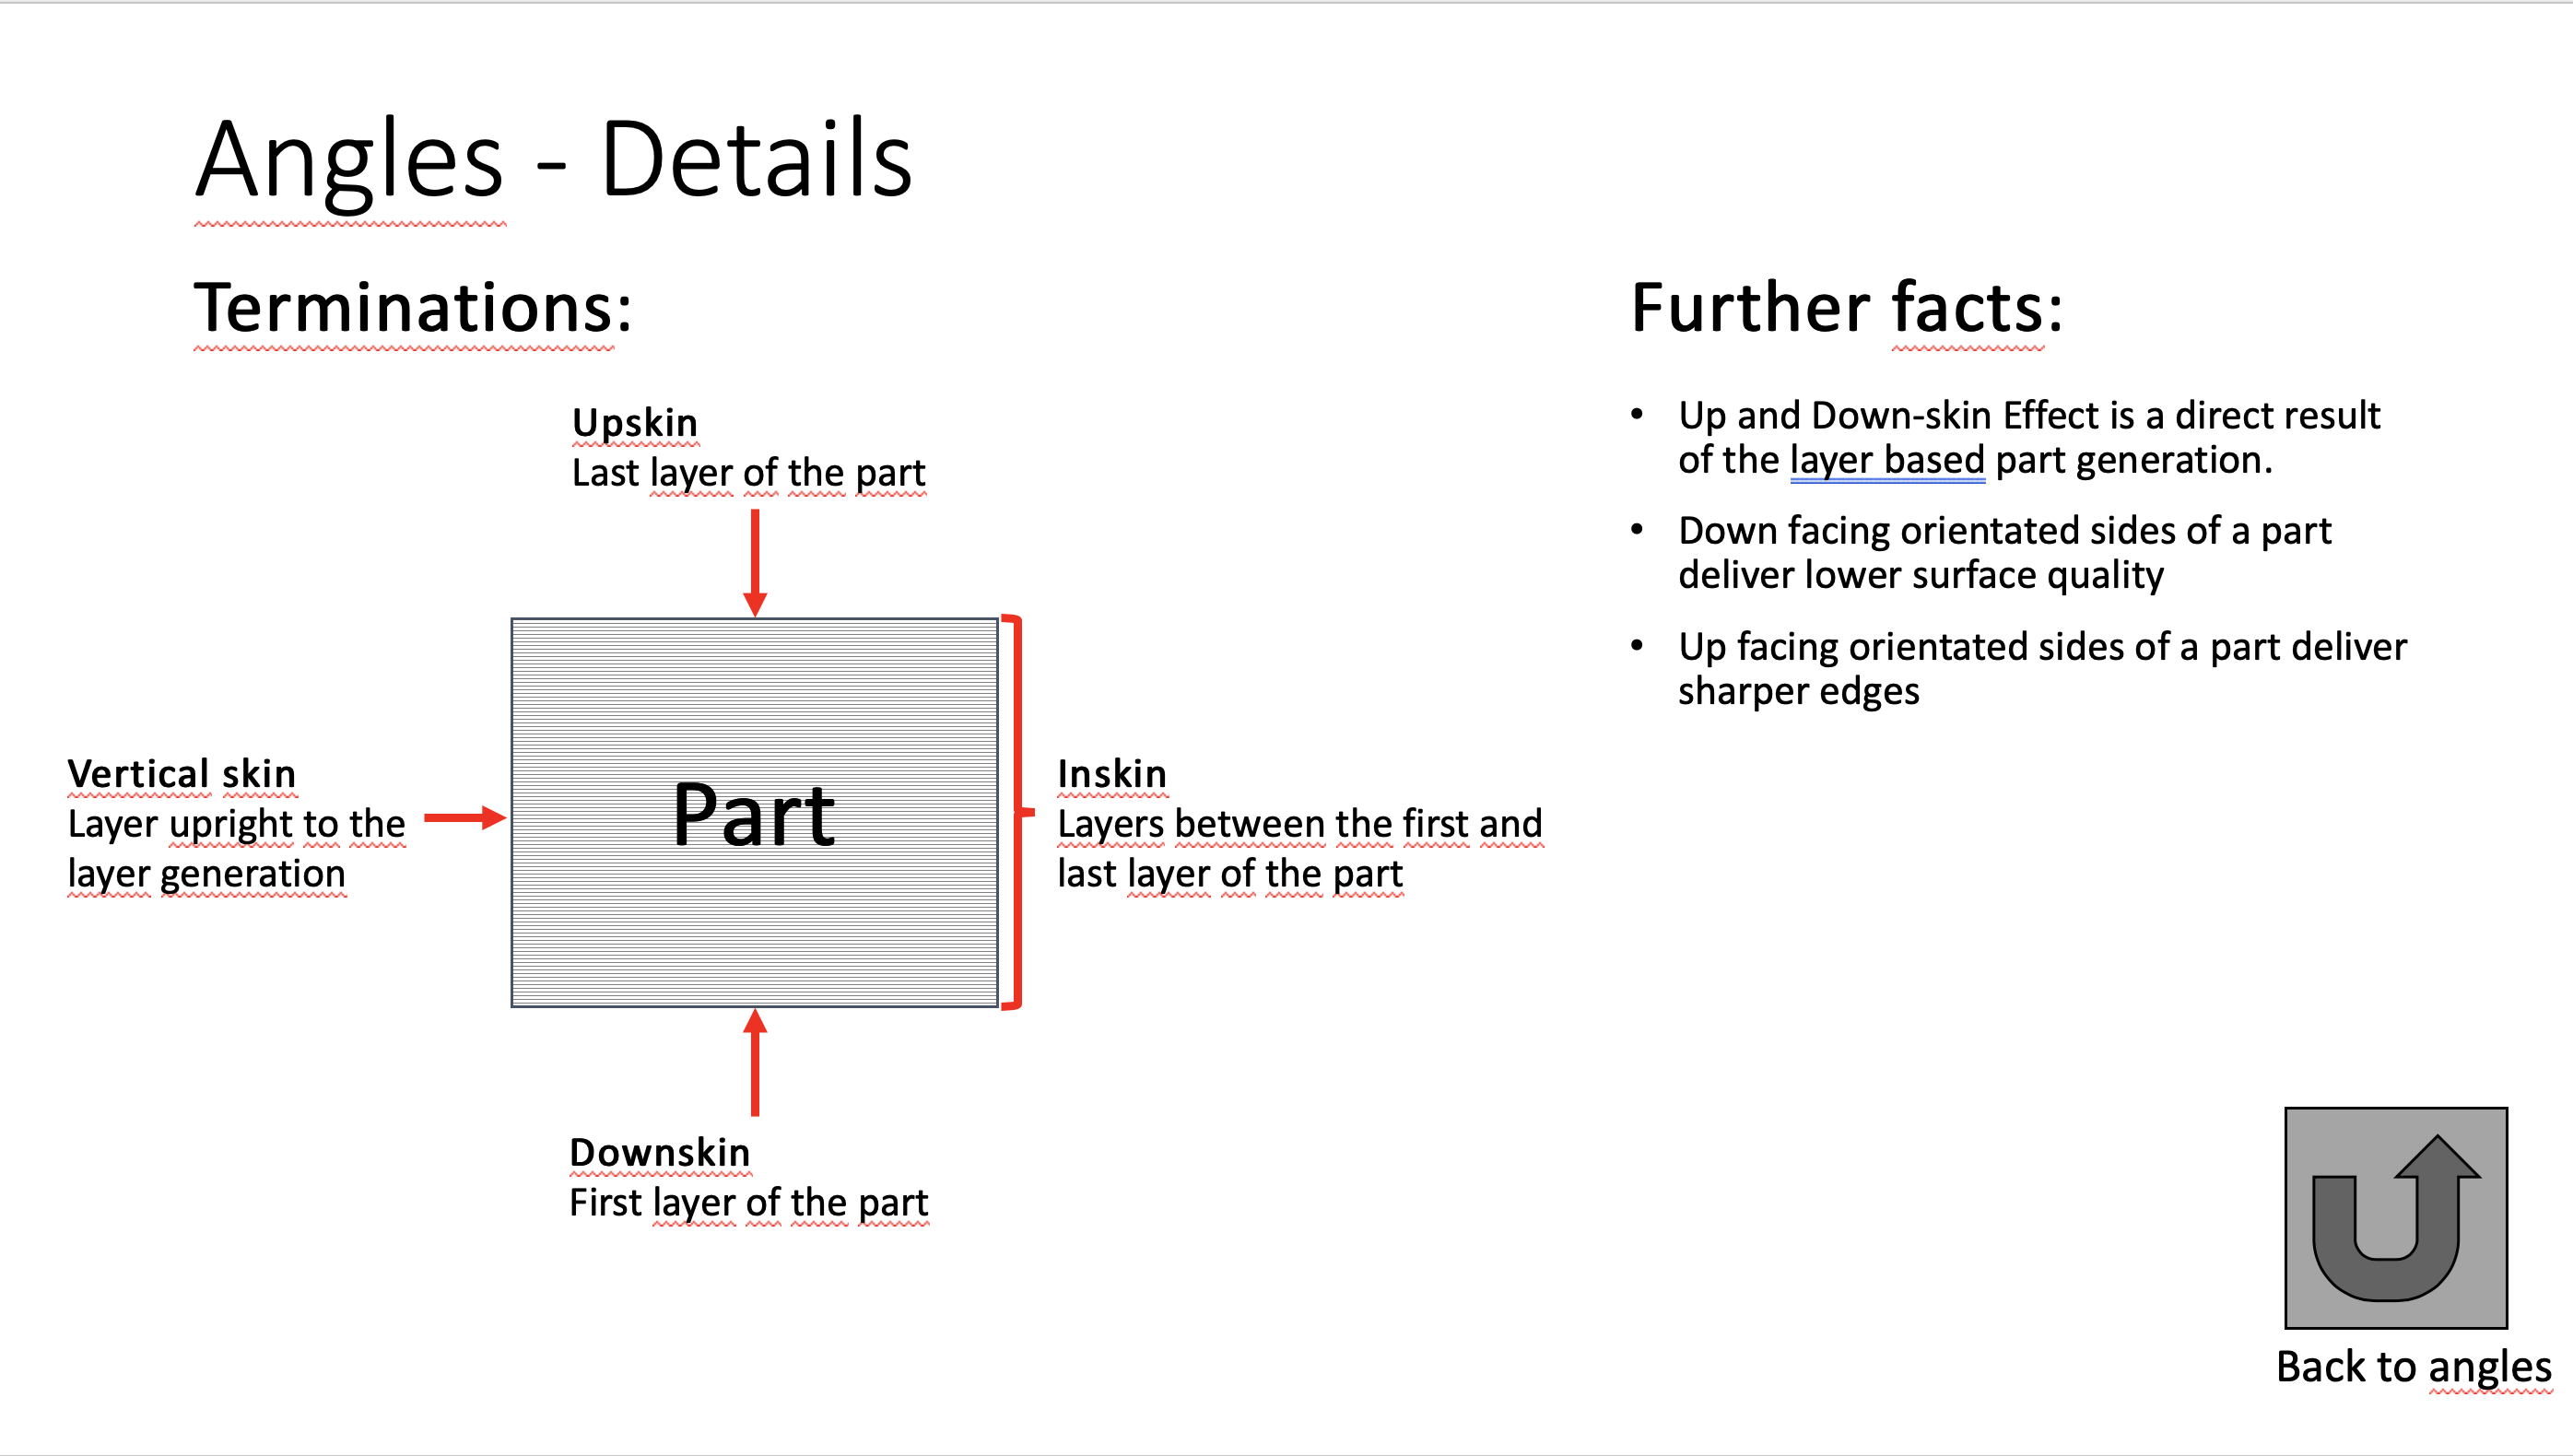 Angles - Details
Terminations:
Upskin
Last layer of the part
Vertical skin
Layer upright to the
layer generation
Part
Inskin
Layers between the first and
last layer of the part
Downskin
First layer of the part
Further facts:
• Up and Down-skin Effect is a direct result
of the layer based part generation.
• Down facing orientated sides of a part
deliver lower surface quality
• Up facing orientated sides of a part deliver
sharper edges
Back to angles